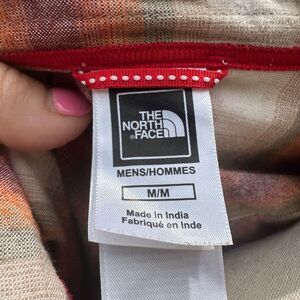 THE
NORTH
FACE
MENS/HOMMES
M/M
Made in India
Fabriqué en Inde